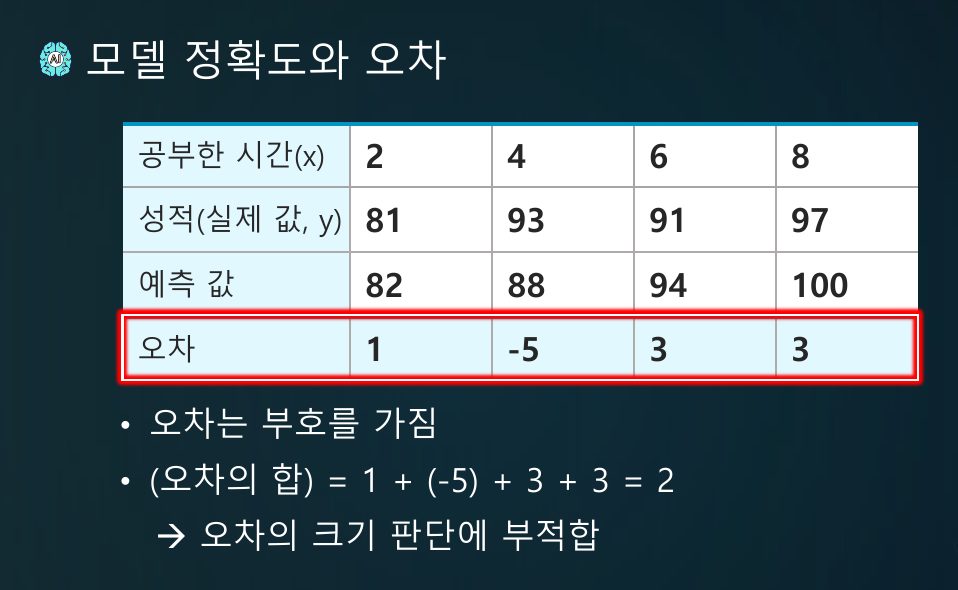 AI 모델 정확도와 오차
공부한 시간(x) 2 4 6 8
성적(실제 값, y) 81 93 91 97
예측 값 82 88 94 100
오차 1 -5 3 3
• 오차는 부호를 가짐
• (오차의 합) = 1 + (-5) + 3 + 3 = 2
→ 오차의 크기 판단에 부적합